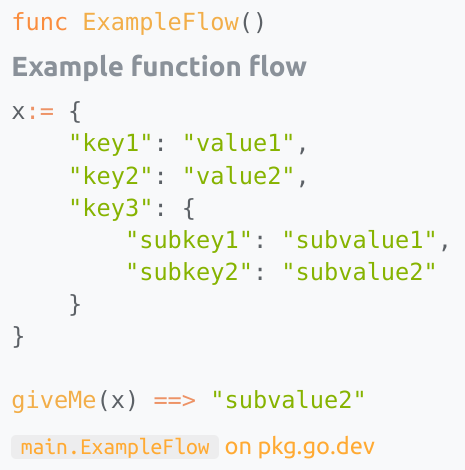 func ExampleFlow()
Example function flow
x:= {
    "key1": "value1",
    "key2": "value2",
    "key3": {
        "subkey1": "subvalue1",
        "subkey2": "subvalue2"
    }
}
giveMe(x) ==> "subvalue2"
main.ExampleFlow on pkg.go.dev